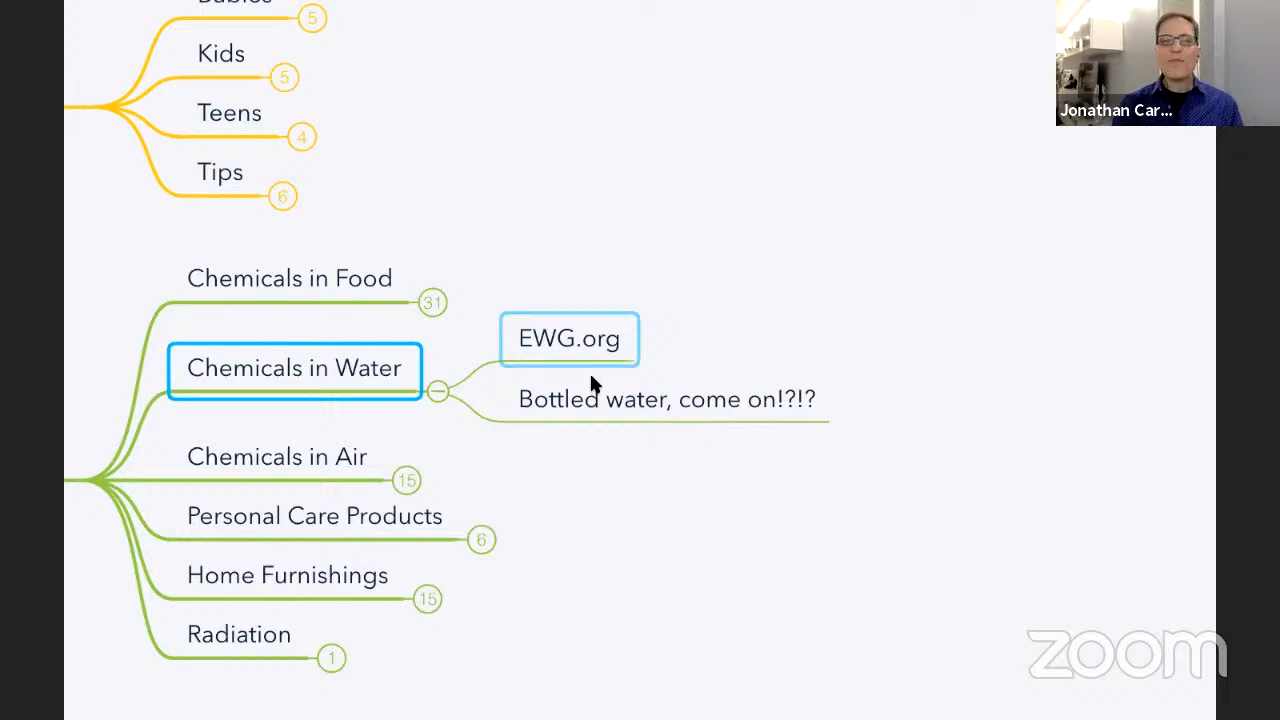 5
Kids
5
Teens
4
Tips
6
Jonathan Car...
Chemicals in Food
31
EWG.org
Chemicals in Water
Bottled water, come on!?!?
Chemicals in Air
15
Personal Care Products
6
Home Furnishings
15
Radiation
1
zoom